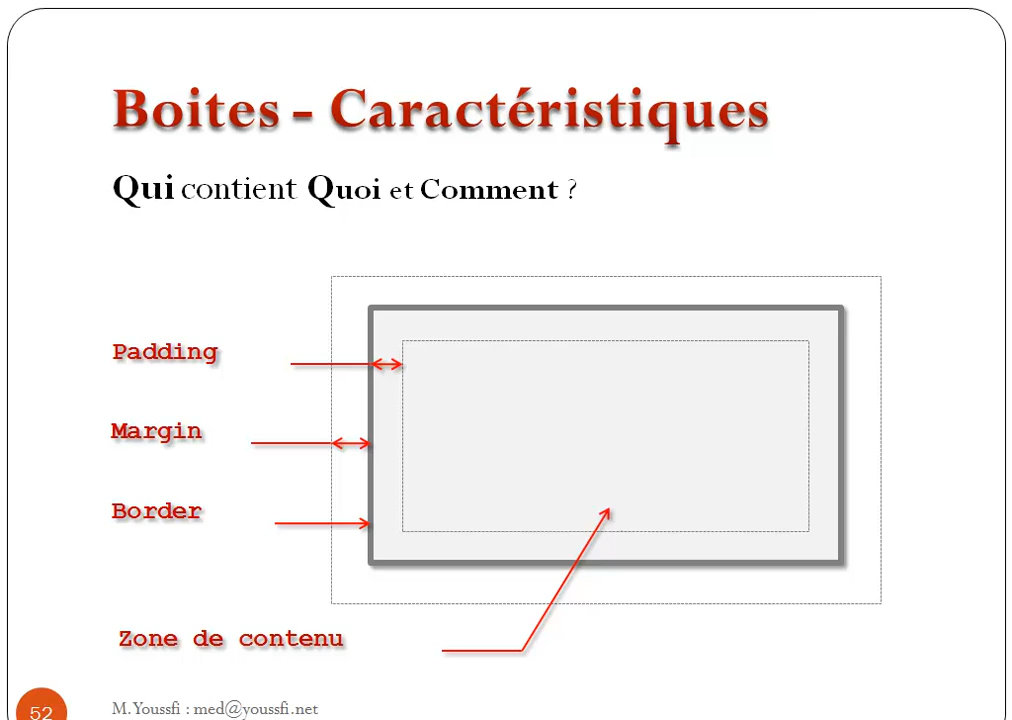 Boites - Caractéristiques
Qui contient Quoi et Comment ?
Padding
Margin
Border
Zone de contenu
52
M.Youssfi : med@youssfi.net